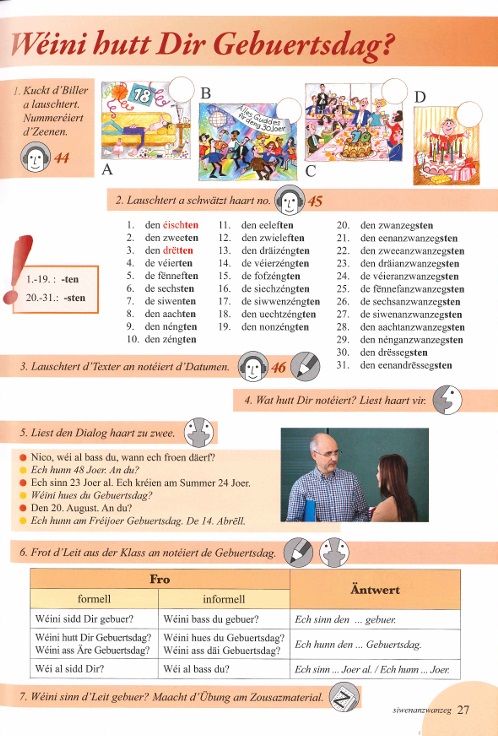 Wéini hutt Dir Gebuertsdag?
1. Kuckt d'Biller
a lauschtert.
Nummeréiert
d'Zeenen.
44
A
18
B
Alles Guddes
fir deng 30 Joer
C
70
D
2. Lauschtert a schwätzt haart no.
45
1.-19. : -ten
20.-31.: -sten
1. den éischten
2. den zweeten
3. den drëtten
4. den véierten
5. de fënneften
6. de sechsten
7. de siwenten
8. den aachten
9. den néngten
10. den zéngten
11. den eeleften
12. den zwieleften
13. den dräizéngten
14. de véierzéngten
15. de fofzéngten
16. de siechzéngten
17. de siwwenzéngten
18. den uechtzéngten
19. den nonzéngten
20. den zwanzegsten
21. den eenanzwanzegsten
22. den zweeanzwanzegsten
23. den dräianzwanzegsten
24. de véieranzwanzegsten
25. de fënnefanzwanzegsten
26. de sechsanzwanzegsten
27. de siwenanzwanzegsten
28. den aachtanzwanzegsten
29. den nénganzwanzegsten
30. den drëssegsten
31. den eenandrëssegsten
3. Lauschtert d'Texter an notéiert d'Datumen.
46
4. Wat hutt Dir notéiert? Liest haart vir.
5. Liest den Dialog haart zu zwee.
Nico, wéi al bass du, wann ech froen däerf?
Ech hunn 48 Joer. An du?
Ech sinn 23 Joer al. Ech kréien am Summer 24 Joer.
Wéini hues du Gebuertsdag?
Den 20. August. An du?
Ech hunn am Fréijoer Gebuertsdag. De 14. Abrëll.
6. Frot d'Leit aus der Klass an notéiert de Gebuertsdag.
Fro
Äntwert
formell
informell
Wéini sidd Dir gebuer?
Wéini bass du gebuer?
Ech sinn den ... gebuer.
Wéini hutt Dir Gebuertsdag?
Wéini ass Äre Gebuertsdag?
Wéini hues du Gebuertsdag?
Wéini ass däi Gebuertsdag?
Ech hunn den ... Gebuertsdag.
Wéi al sidd Dir?
Wéi al bass du?
Ech sinn ... Joer al. / Ech hunn ... Joer.
7. Wéini sinn d'Leit gebuer? Maacht d'Übung am Zousazmaterial.
siwenanzwanzeg 27